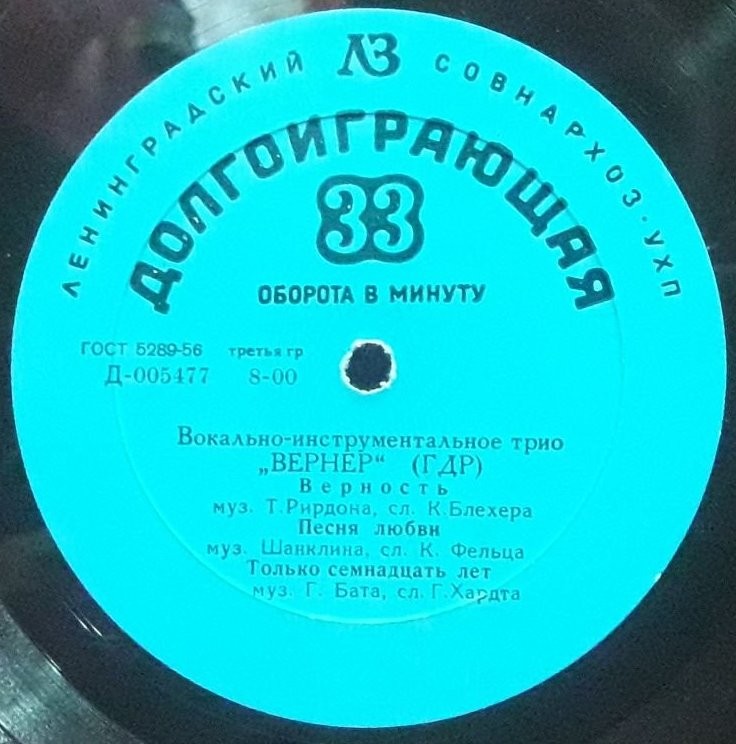 ЛЕНИНГРАДСКИЙ ЛЗ СОВНАРХОЗ·УХП
ДОЛГОИГРАЮЩАЯ
33
ОБОРОТА В МИНУТУ
ГОСТ 5289-56 третья гр
Д-005477 8-00
Вокально-инструментальное трио
„ВЕРНЕР“ (ГДР)
Верность
муз. Т.Рирдона, сл. К.Блехера
Песня любви
муз. Шанклина, сл. К. Фельца
Только семнадцать лет
муз. Г. Бата, сл. Г.Хардта